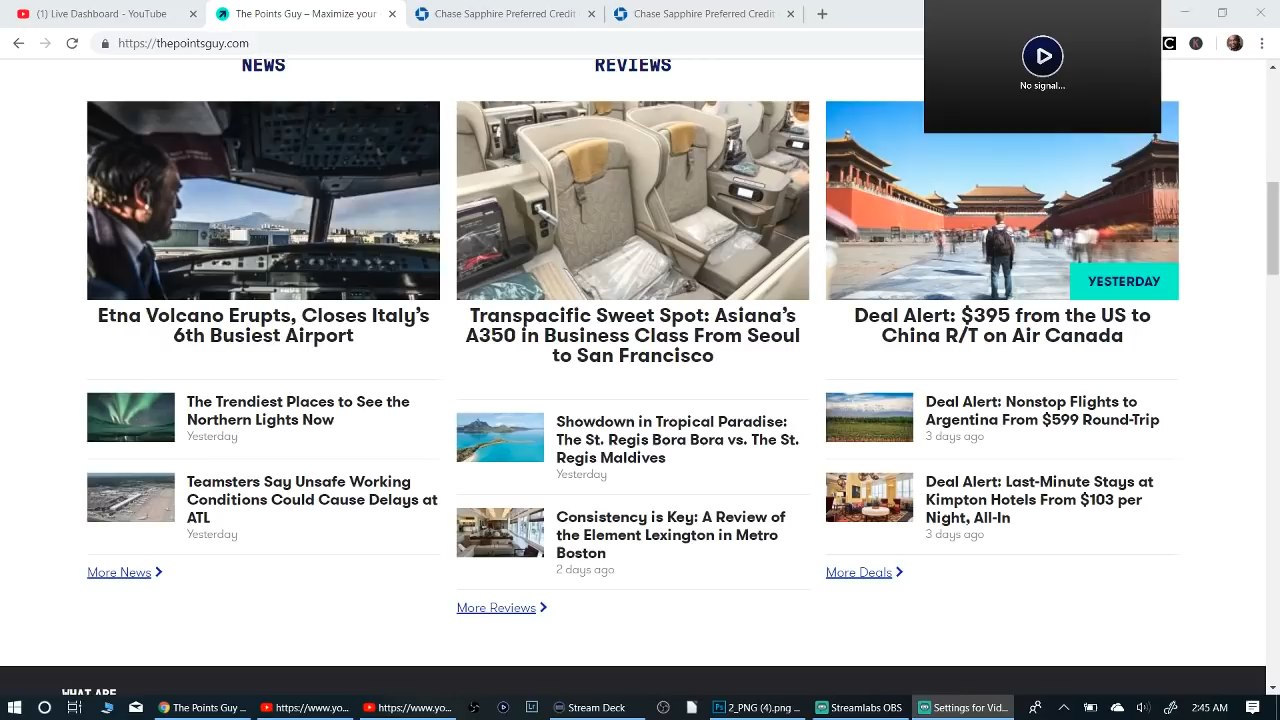 Live Dashboard - YouTube
The Points Guy – Maximize your
Chase Sapphire Preferred Credit
Chase Sapphire Preferred Credit
https://thepointsguy.com
No signal...
NEWS
REVIEWS
YESTERDAY
Etna Volcano Erupts, Closes Italy's
6th Busiest Airport
The Trendiest Places to See the
Northern Lights Now
Yesterday
Teamsters Say Unsafe Working
Conditions Could Cause Delays at
ATL
Yesterday
More News
Transpacific Sweet Spot: Asiana's
A350 in Business Class From Seoul
to San Francisco
Showdown in Tropical Paradise:
The St. Regis Bora Bora vs. The St.
Regis Maldives
Yesterday
Consistency is Key: A Review of
the Element Lexington in Metro
Boston
2 days ago
More Reviews
Deal Alert: $395 from the US to
China R/T on Air Canada
Deal Alert: Nonstop Flights to
Argentina From $599 Round-Trip
3 days ago
Deal Alert: Last-Minute Stays at
Kimpton Hotels From $103 per
Night, All-In
3 days ago
More Deals
WHAT ARE
The Points Guy ...
https://www.yo...
https://www.yo...
Stream Deck
2_PNG (4).png ...
Streamlabs OBS
Settings for Vid...
2:45 AM